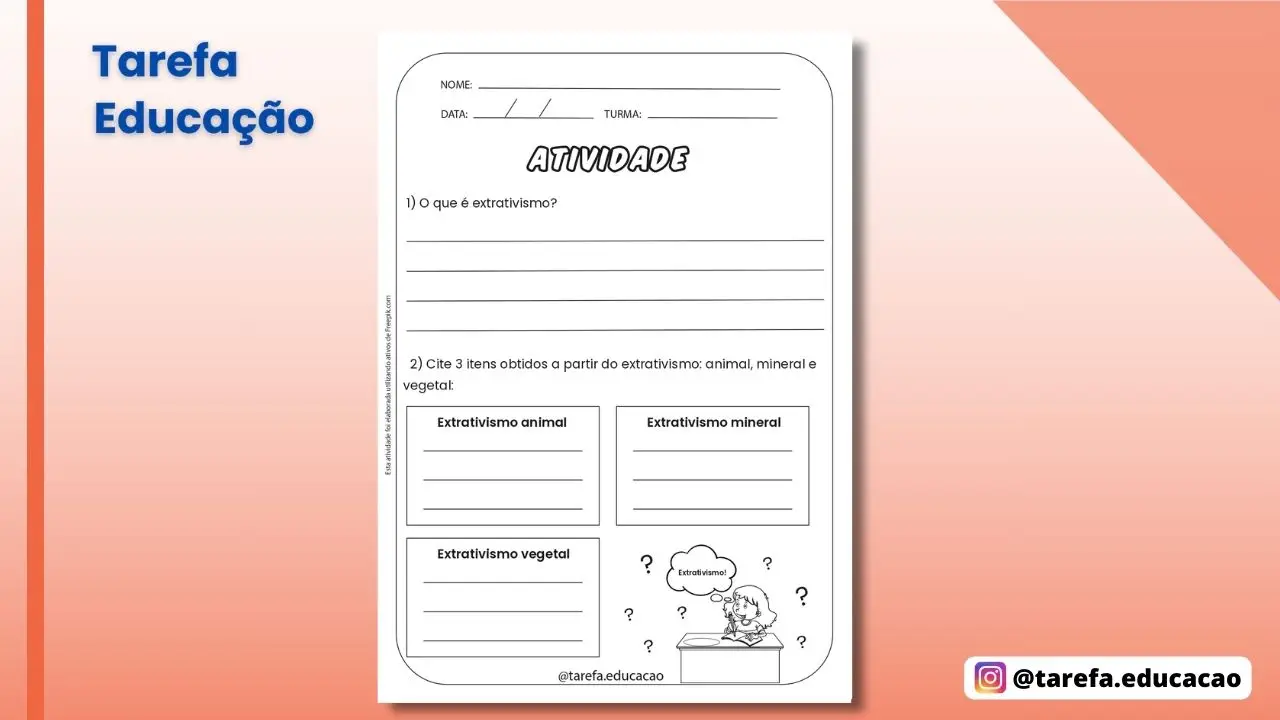 Tarefa
Educação
NOME:
DATA: / /
TURMA:
ATIVIDADE
1) O que é extrativismo?
2) Cite 3 itens obtidos a partir do extrativismo: animal, mineral e
vegetal:
Extrativismo animal
Extrativismo mineral
Extrativismo vegetal
? ? ? ? ? ? ?
Extrativismo!
@tarefa.educacao
Esta atividade foi elaborada utilizando ativos de Freepik.com
@tarefa.educacao